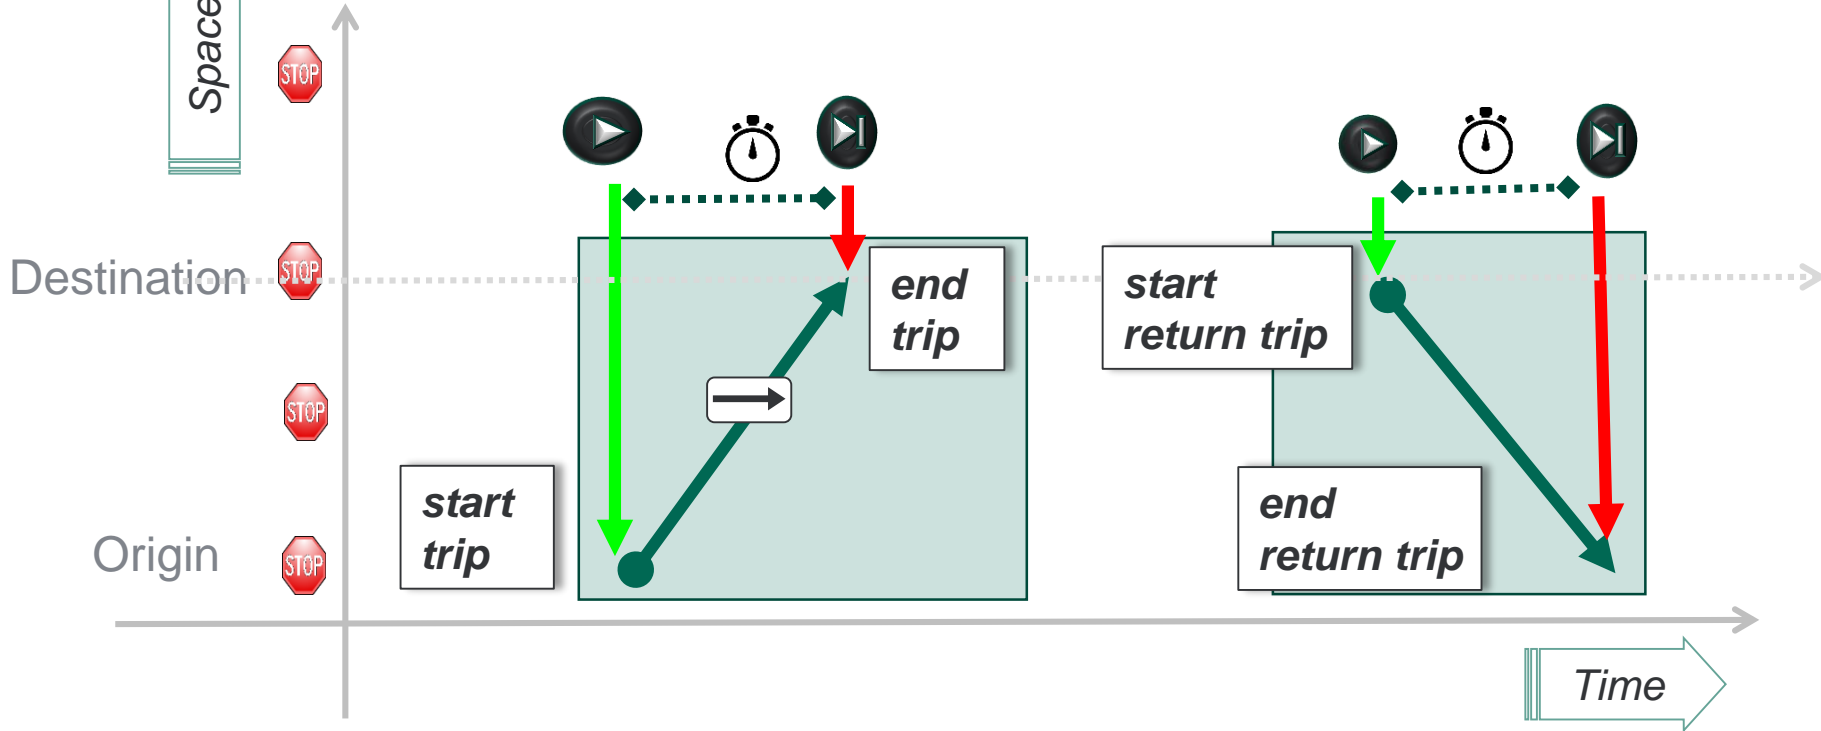 Space
STOP
STOP
Destination
STOP
STOP
Origin
start
trip
end
trip
start
return trip
end
return trip
Time